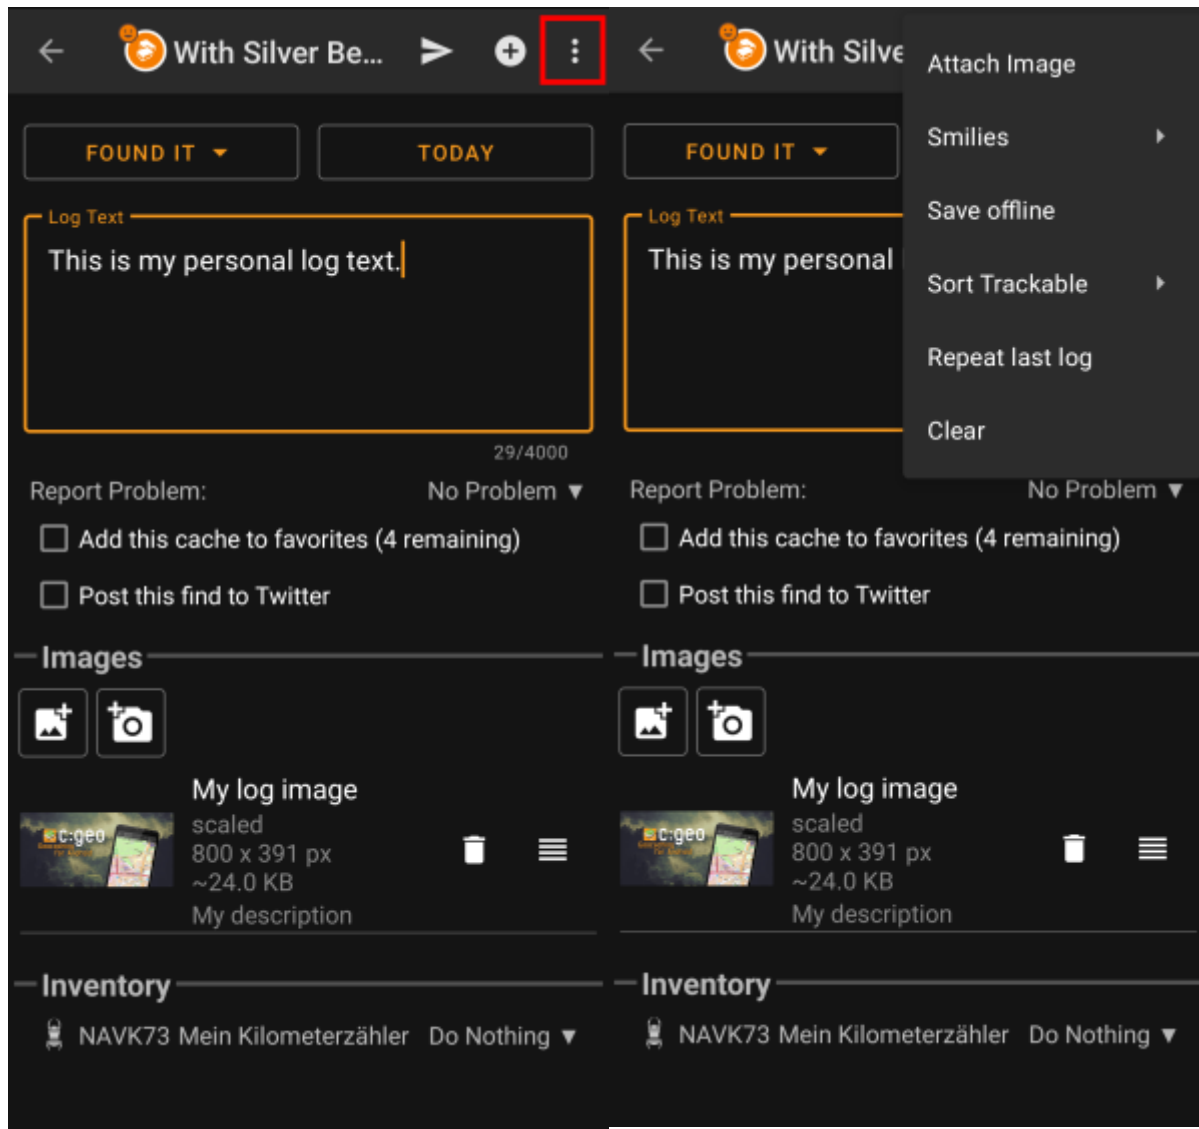 With Silver Be...
FOUND IT
TODAY
Log Text
This is my personal log text.
29/4000
Report Problem:
No Problem
Add this cache to favorites (4 remaining)
Post this find to Twitter
Images
My log image
c:geo
scaled
800 x 391 px
~24.0 KB
My description
Inventory
NAVK73 Mein Kilometerzähler
Do Nothing
With Silve
Attach Image
Smilies
Save offline
Sort Trackable
Repeat last log
Clear
FOUND IT
Log Text
This is my personal
Report Problem:
No Problem
Add this cache to favorites (4 remaining)
Post this find to Twitter
Images
My log image
c:geo
scaled
800 x 391 px
~24.0 KB
My description
Inventory
NAVK73 Mein Kilometerzähler
Do Nothing